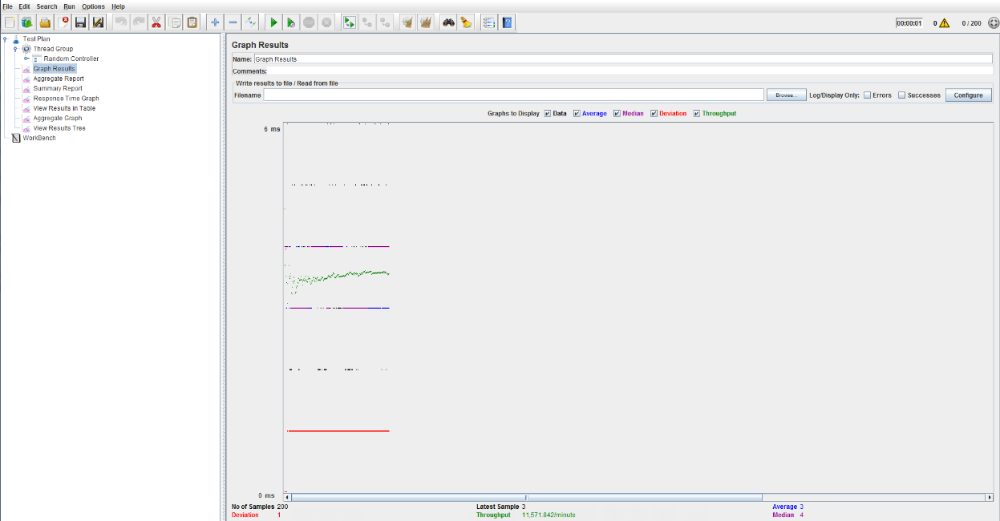 File Edit Search Run Options Help
00:00:01 0 0 / 200
Test Plan
Thread Group
Random Controller
Graph Results
Aggregate Report
Summary Report
Response Time Graph
View Results in Table
Aggregate Graph
View Results Tree
WorkBench
Graph Results
Name: Graph Results
Comments:
Write results to file / Read from file
Filename Browse... Log/Display Only: Errors Successes Configure
Graphs to Display Data Average Median Deviation Throughput
6 ms
0 ms
No of Samples 200 Latest Sample 3 Average 3
Deviation 1 Throughput 11,571.842/minute Median 4